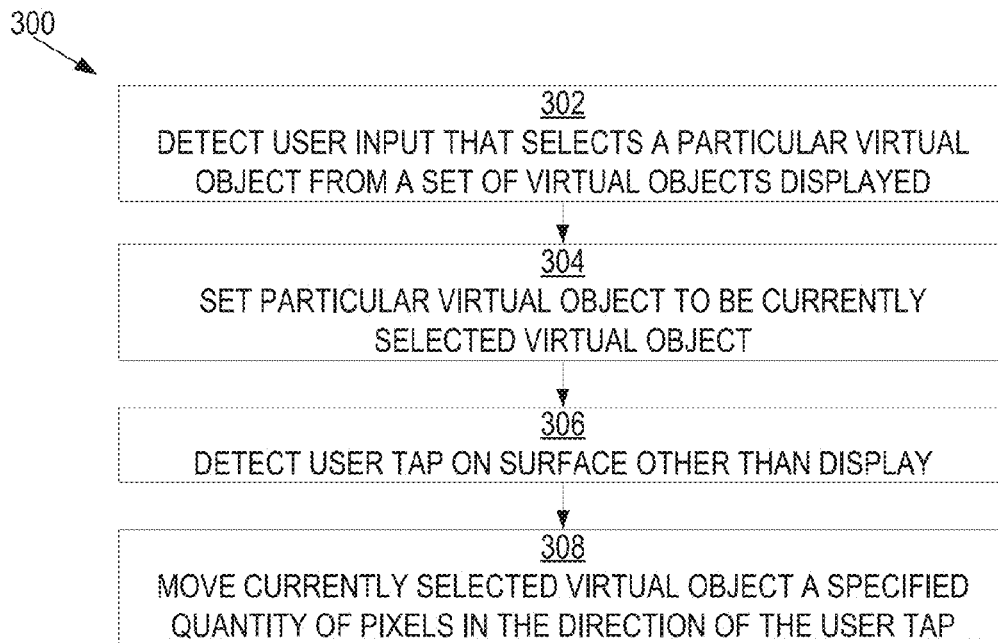 300
302
DETECT USER INPUT THAT SELECTS A PARTICULAR VIRTUAL
OBJECT FROM A SET OF VIRTUAL OBJECTS DISPLAYED
304
SET PARTICULAR VIRTUAL OBJECT TO BE CURRENTLY
SELECTED VIRTUAL OBJECT
306
DETECT USER TAP ON SURFACE OTHER THAN DISPLAY
308
MOVE CURRENTLY SELECTED VIRTUAL OBJECT A SPECIFIED
QUANTITY OF PIXELS IN THE DIRECTION OF THE USER TAP